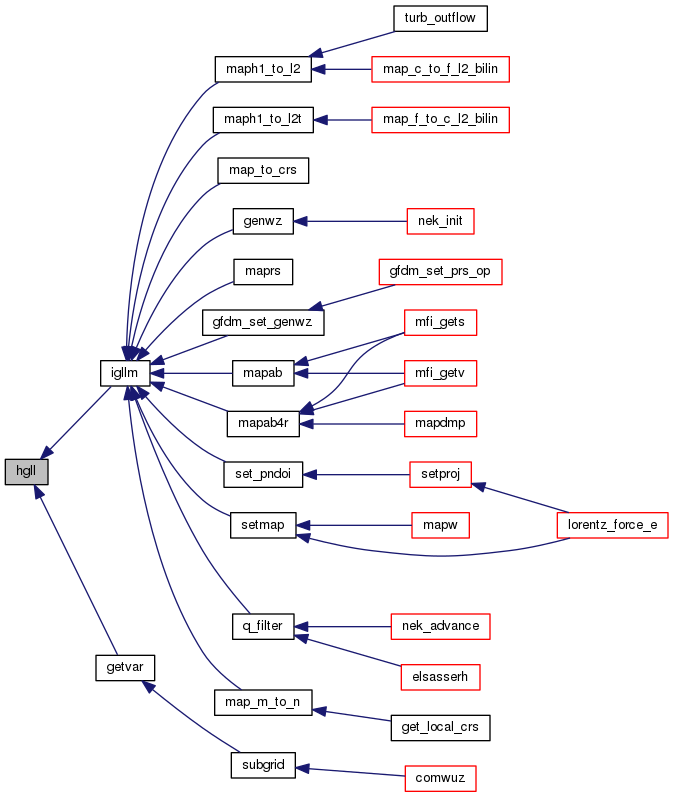 turb_outflow
maph1_to_l2
map_c_to_f_l2_bilin
maph1_to_l2t
map_f_to_c_l2_bilin
map_to_crs
genwz
nek_init
maprs
gfdm_set_prs_op
gfdm_set_genwz
mfi_gets
igllm
mapab
mfi_getv
mapab4r
mapdmp
hgll
set_pndoi
setproj
setmap
mapw
lorentz_force_e
q_filter
nek_advance
getvar
elsasserh
map_m_to_n
get_local_crs
subgrid
comwuz